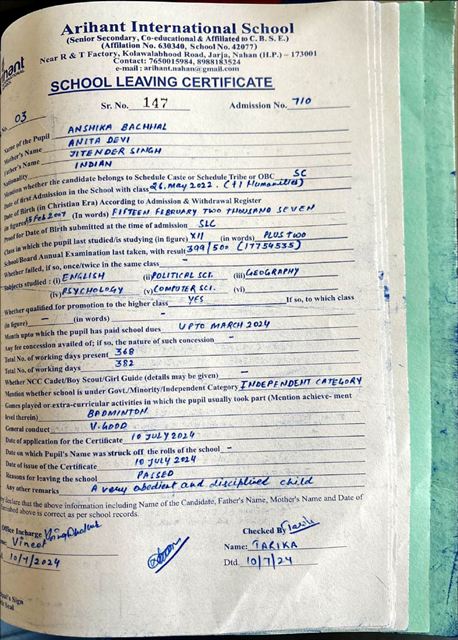 Arihant International School
(Senior Secondary, Co-educational & Affiliated to C. B. S. E.)
(Affiliation No. 630340, School No. 42077)
Near R & T Factory, Kolawalabhood Road, Jarja, Nahan (H.P.) – 173001
Contact: 7650015984, 8988183524
e-mail: arihant.nahan@gmail.com
SCHOOL LEAVING CERTIFICATE
Sr. No. 147 Admission No. 710
No. 03
Name of the Pupil ANSHIKA BACHHAL
Mother's Name ANITA DEVI
Father's Name JITENDER SINGH
Nationality INDIAN
Mention whether the candidate belongs to Schedule Caste or Schedule Tribe or OBC SC
Date of first Admission in the School with class 26 May 2022. (+1 Humanities)
Date of Birth (in Christian Era) According to Admission & Withdrawal Register
in figure) 15 Feb 2007 (In words) FIFTEEN FEBRUARY TWO THOUSAND SEVEN
Proof for Date of Birth submitted at the time of admission SLC
Class in which the pupil last studied/is studying (in figure) XII (in words) PLUS TWO
School/Board Annual Examination last taken, with result 399/500 (17754535)
Whether failed, if so, once/twice in the same class –
Subjects studied : (i) ENGLISH (ii) POLITICAL SCI. (iii) GEOGRAPHY
(iv) PSYCHOLOGY (v) COMPUTER SCI. (vi)
Whether qualified for promotion to the higher class YES If so, to which class
(in figure) – (in words) –
Month upto which the pupil has paid school dues UPTO MARCH 2024
Any fee concession availed of; if so, the nature of such concession –
Total No. of working days present 368
Total No. of working days 382
Whether NCC Cadet/Boy Scout/Girl Guide (details may be given) –
Mention whether school is under Govt./Minority/Independent Category INDEPENDENT CATEGORY
Games played or extra-curricular activities in which the pupil usually took part (Mention achieve- ment
level therein) BADMINTON
General conduct V. GOOD
Date of application for the Certificate 10 JULY 2024
Date on which Pupil's Name was struck off the rolls of the school –
Date of issue of the Certificate 10 JULY 2024
Reasons for leaving the school PASSED
Any other remarks A very obedient and disciplined child
declare that the above information including Name of the Candidate, Father's Name, Mother's Name and Date of
furnished above is correct as per school records.
Office Incharge Checked By Tarika
Vineet Name: TARIKA
10/7/2024 Dtd. 10/7/24
Principal's Sign
Seal